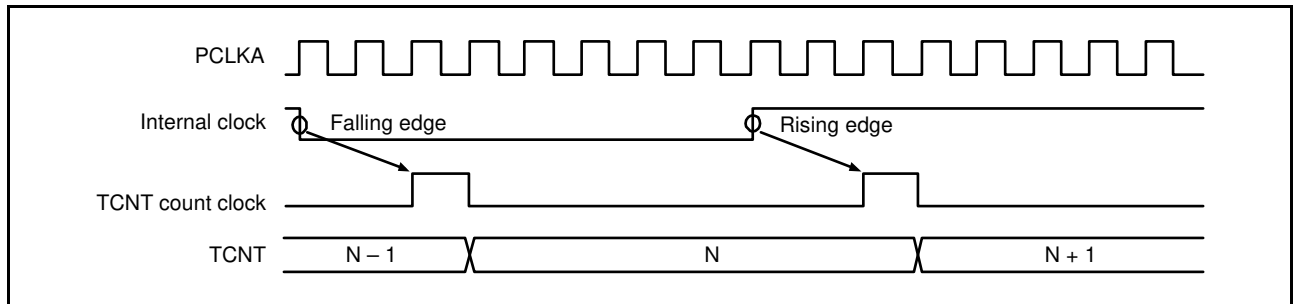 PCLKA
Internal clock
Falling edge
Rising edge
TCNT count clock
TCNT
N – 1
N
N + 1